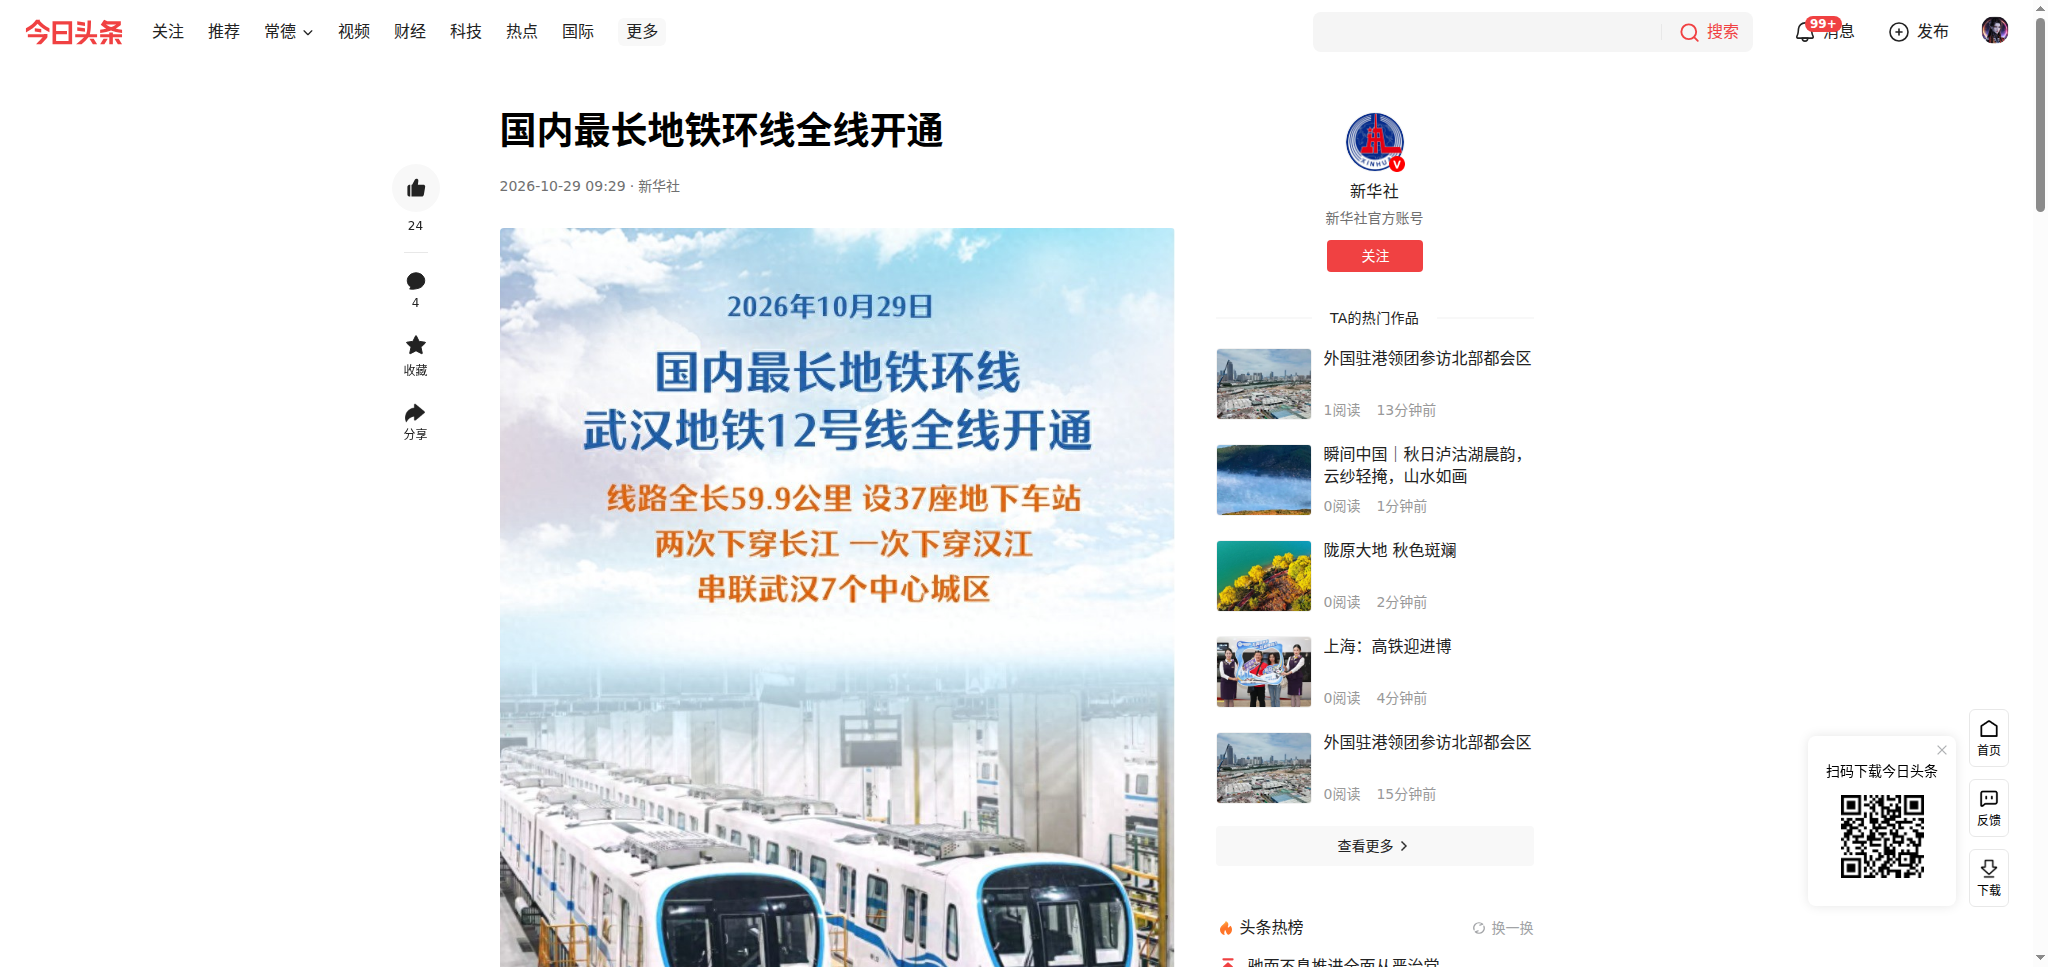 今日头条
关注
推荐
常德
视频
财经
科技
热点
国际
更多
搜索
99+
消息
发布
国内最长地铁环线全线开通
2026-10-29 09:29 · 新华社
24
4
收藏
分享
2026年10月29日
国内最长地铁环线
武汉地铁12号线全线开通
线路全长59.9公里 设37座地下车站
两次下穿长江 一次下穿汉江
串联武汉7个中心城区
XINHUA
V
新华社
新华社官方账号
关注
TA的热门作品
外国驻港领团参访北部都会区
1阅读 13分钟前
瞬间中国｜秋日泸沽湖晨韵，
云纱轻掩，山水如画
0阅读 1分钟前
陇原大地 秋色斑斓
0阅读 2分钟前
上海：高铁迎进博
0阅读 4分钟前
外国驻港领团参访北部都会区
0阅读 15分钟前
查看更多
头条热榜
换一换
驰而不息推进全面从严治党
扫码下载今日头条
首页
反馈
下载